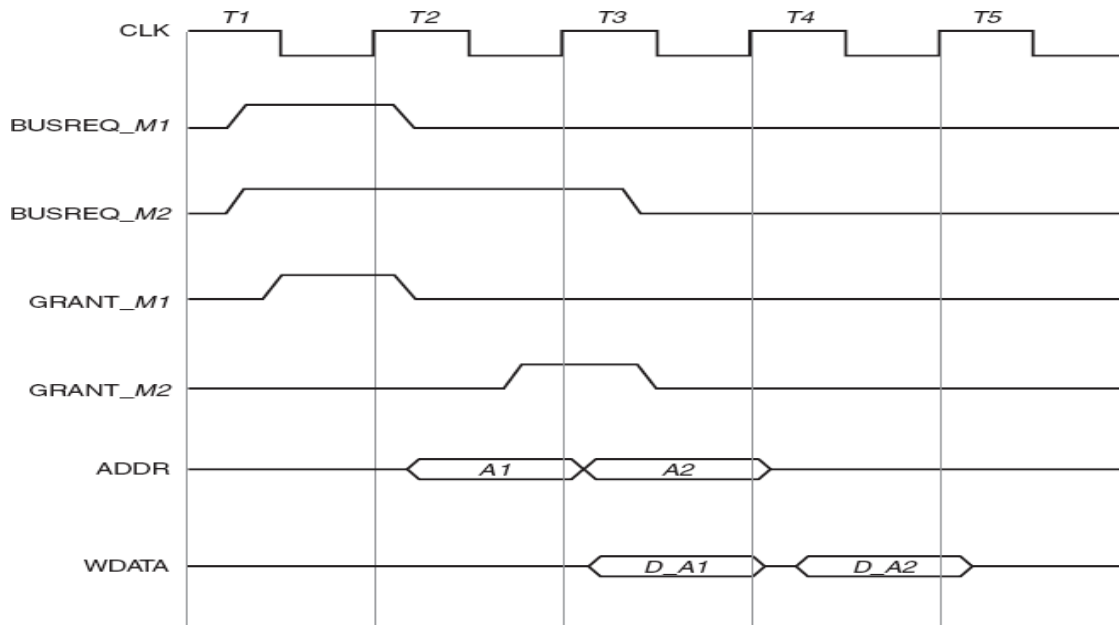 T1 T2 T3 T4 T5
CLK
BUSREQ_M1
BUSREQ_M2
GRANT_M1
GRANT_M2
ADDR A1 A2
WDATA D_A1 D_A2